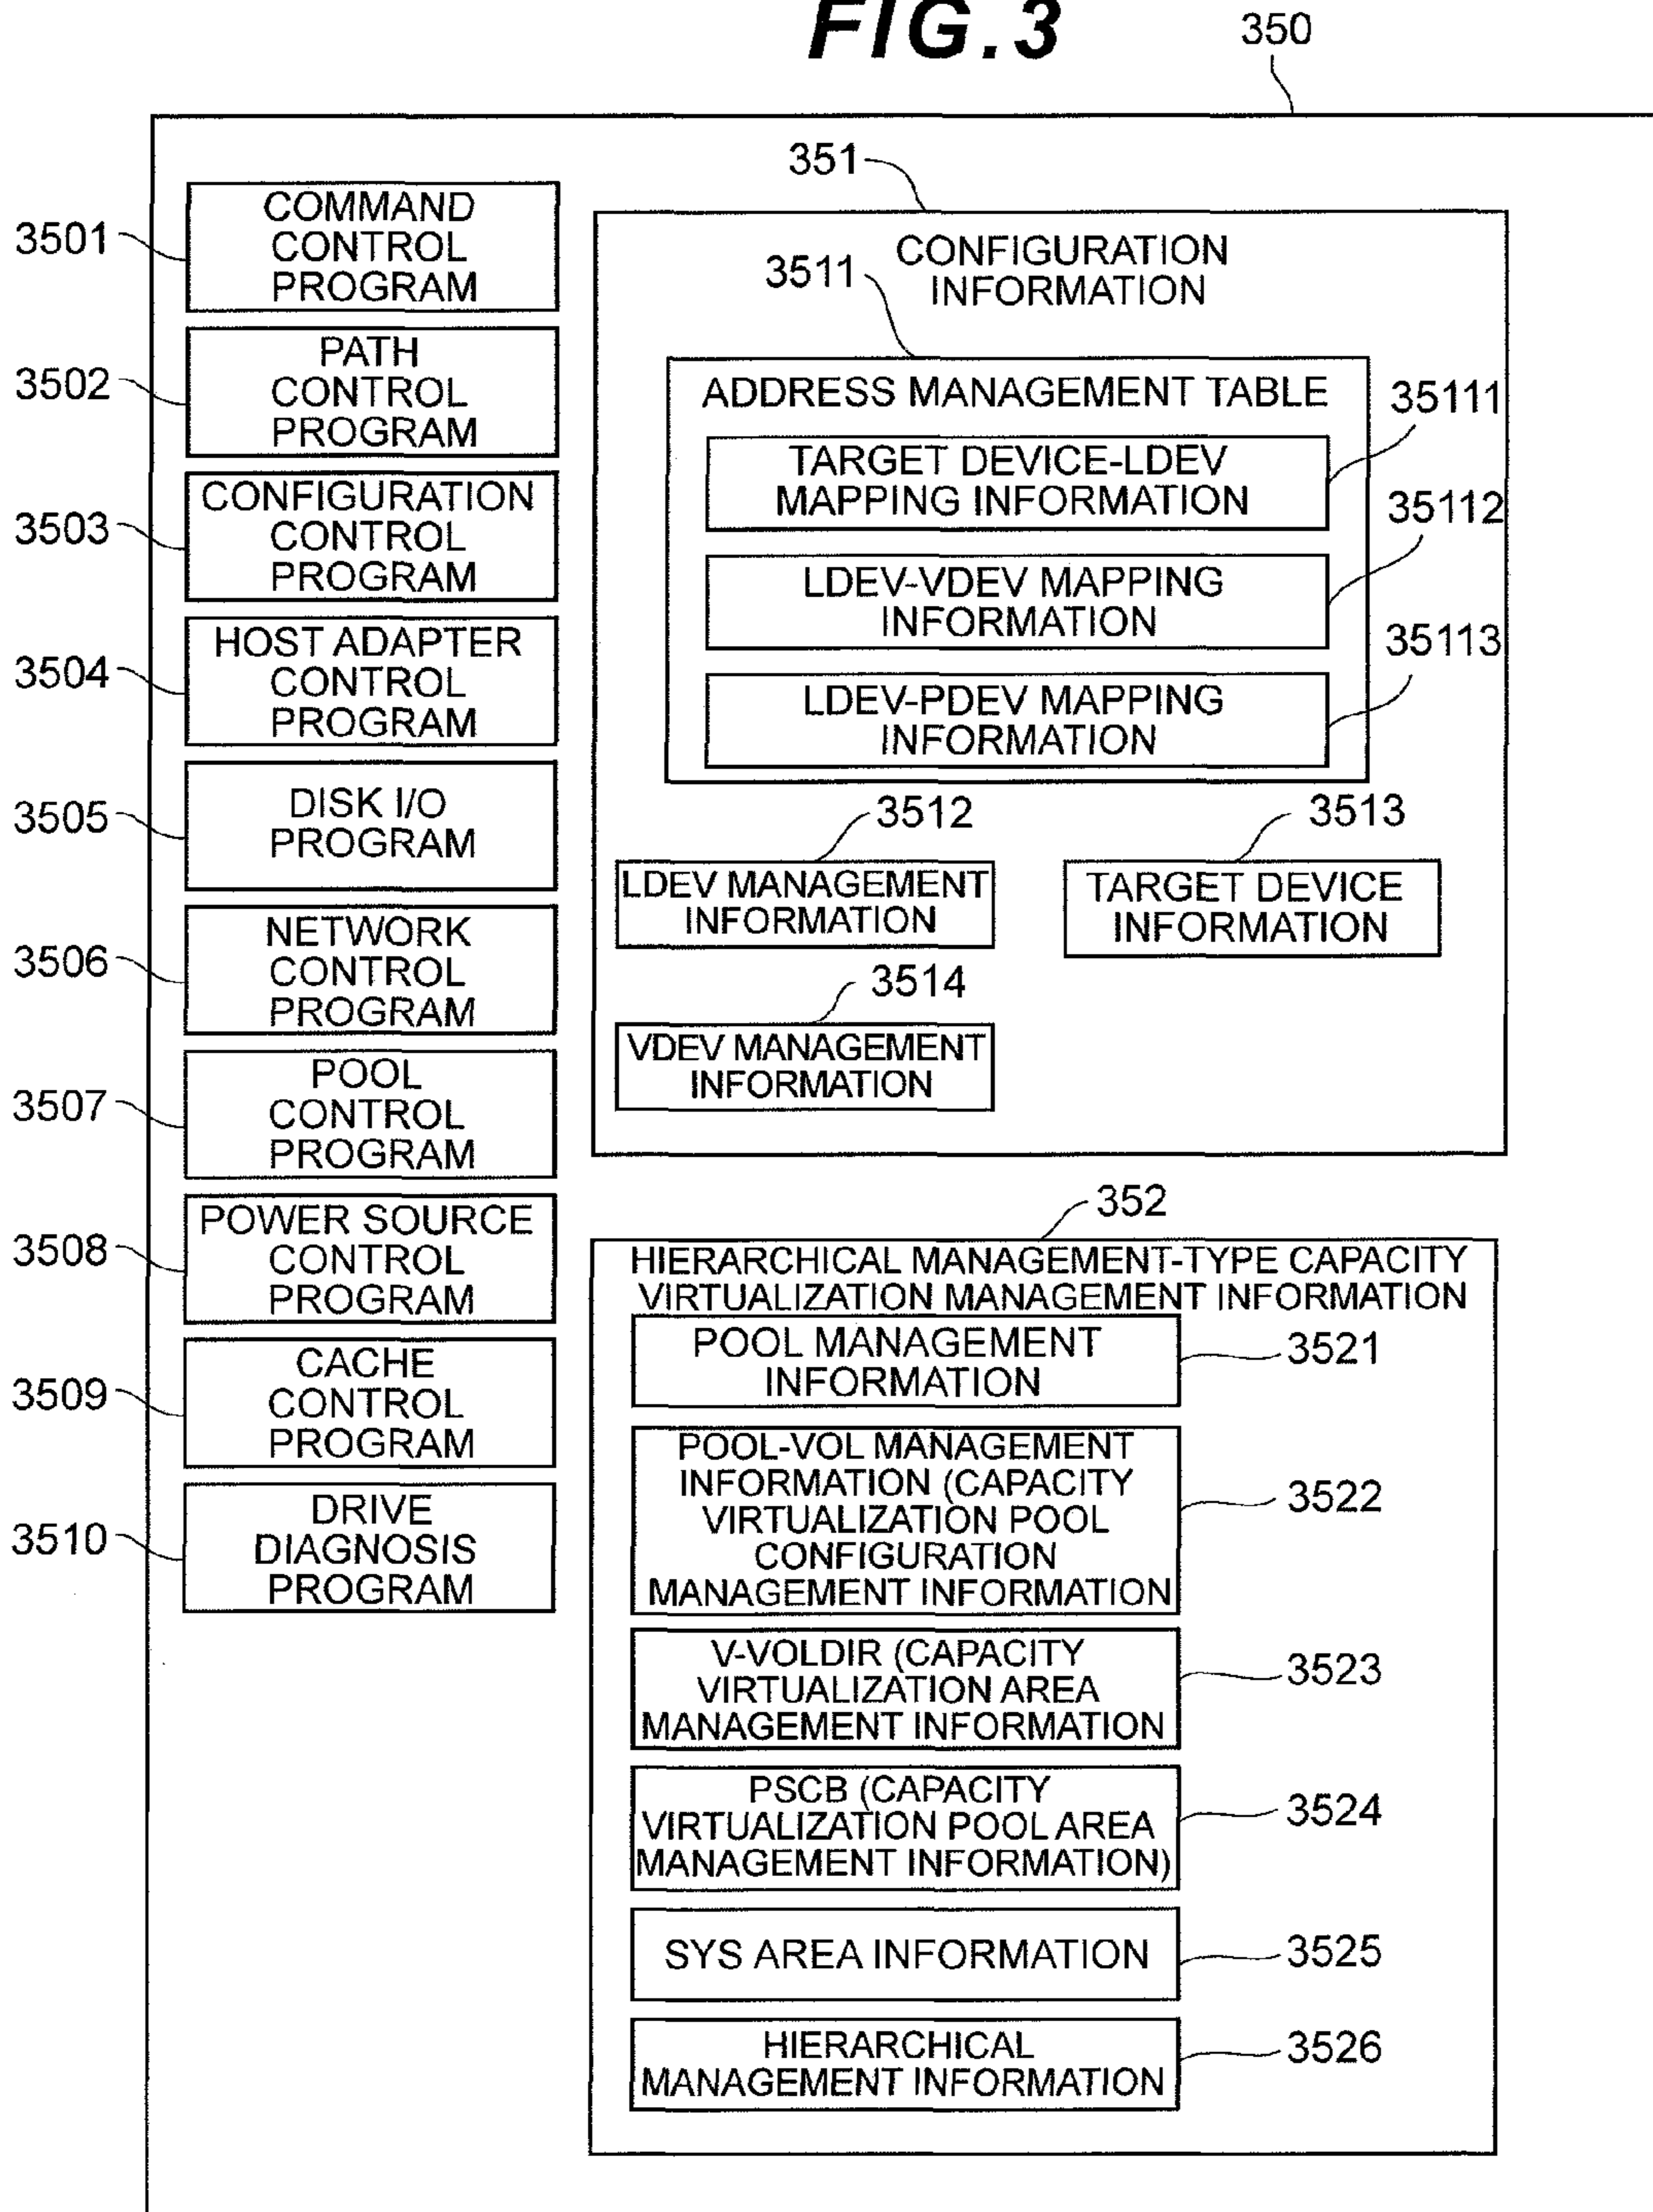 FIG.3
350
3501
COMMAND
CONTROL
PROGRAM
3502
PATH
CONTROL
PROGRAM
3503
CONFIGURATION
CONTROL
PROGRAM
3504
HOST ADAPTER
CONTROL
PROGRAM
3505
DISK I/O
PROGRAM
3506
NETWORK
CONTROL
PROGRAM
3507
POOL
CONTROL
PROGRAM
3508
POWER SOURCE
CONTROL
PROGRAM
3509
CACHE
CONTROL
PROGRAM
3510
DRIVE
DIAGNOSIS
PROGRAM
351
CONFIGURATION
INFORMATION
3511
ADDRESS MANAGEMENT TABLE
35111
TARGET DEVICE-LDEV
MAPPING INFORMATION
35112
LDEV-VDEV MAPPING
INFORMATION
35113
LDEV-PDEV MAPPING
INFORMATION
3512
LDEV MANAGEMENT
INFORMATION
3513
TARGET DEVICE
INFORMATION
3514
VDEV MANAGEMENT
INFORMATION
352
HIERARCHICAL MANAGEMENT-TYPE CAPACITY
VIRTUALIZATION MANAGEMENT INFORMATION
POOL MANAGEMENT
INFORMATION
3521
POOL-VOL MANAGEMENT
INFORMATION (CAPACITY
VIRTUALIZATION POOL
CONFIGURATION
MANAGEMENT INFORMATION
3522
V-VOLDIR (CAPACITY
VIRTUALIZATION AREA
MANAGEMENT INFORMATION
3523
PSCB (CAPACITY
VIRTUALIZATION POOL AREA
MANAGEMENT INFORMATION)
3524
SYS AREA INFORMATION
3525
HIERARCHICAL
MANAGEMENT INFORMATION
3526